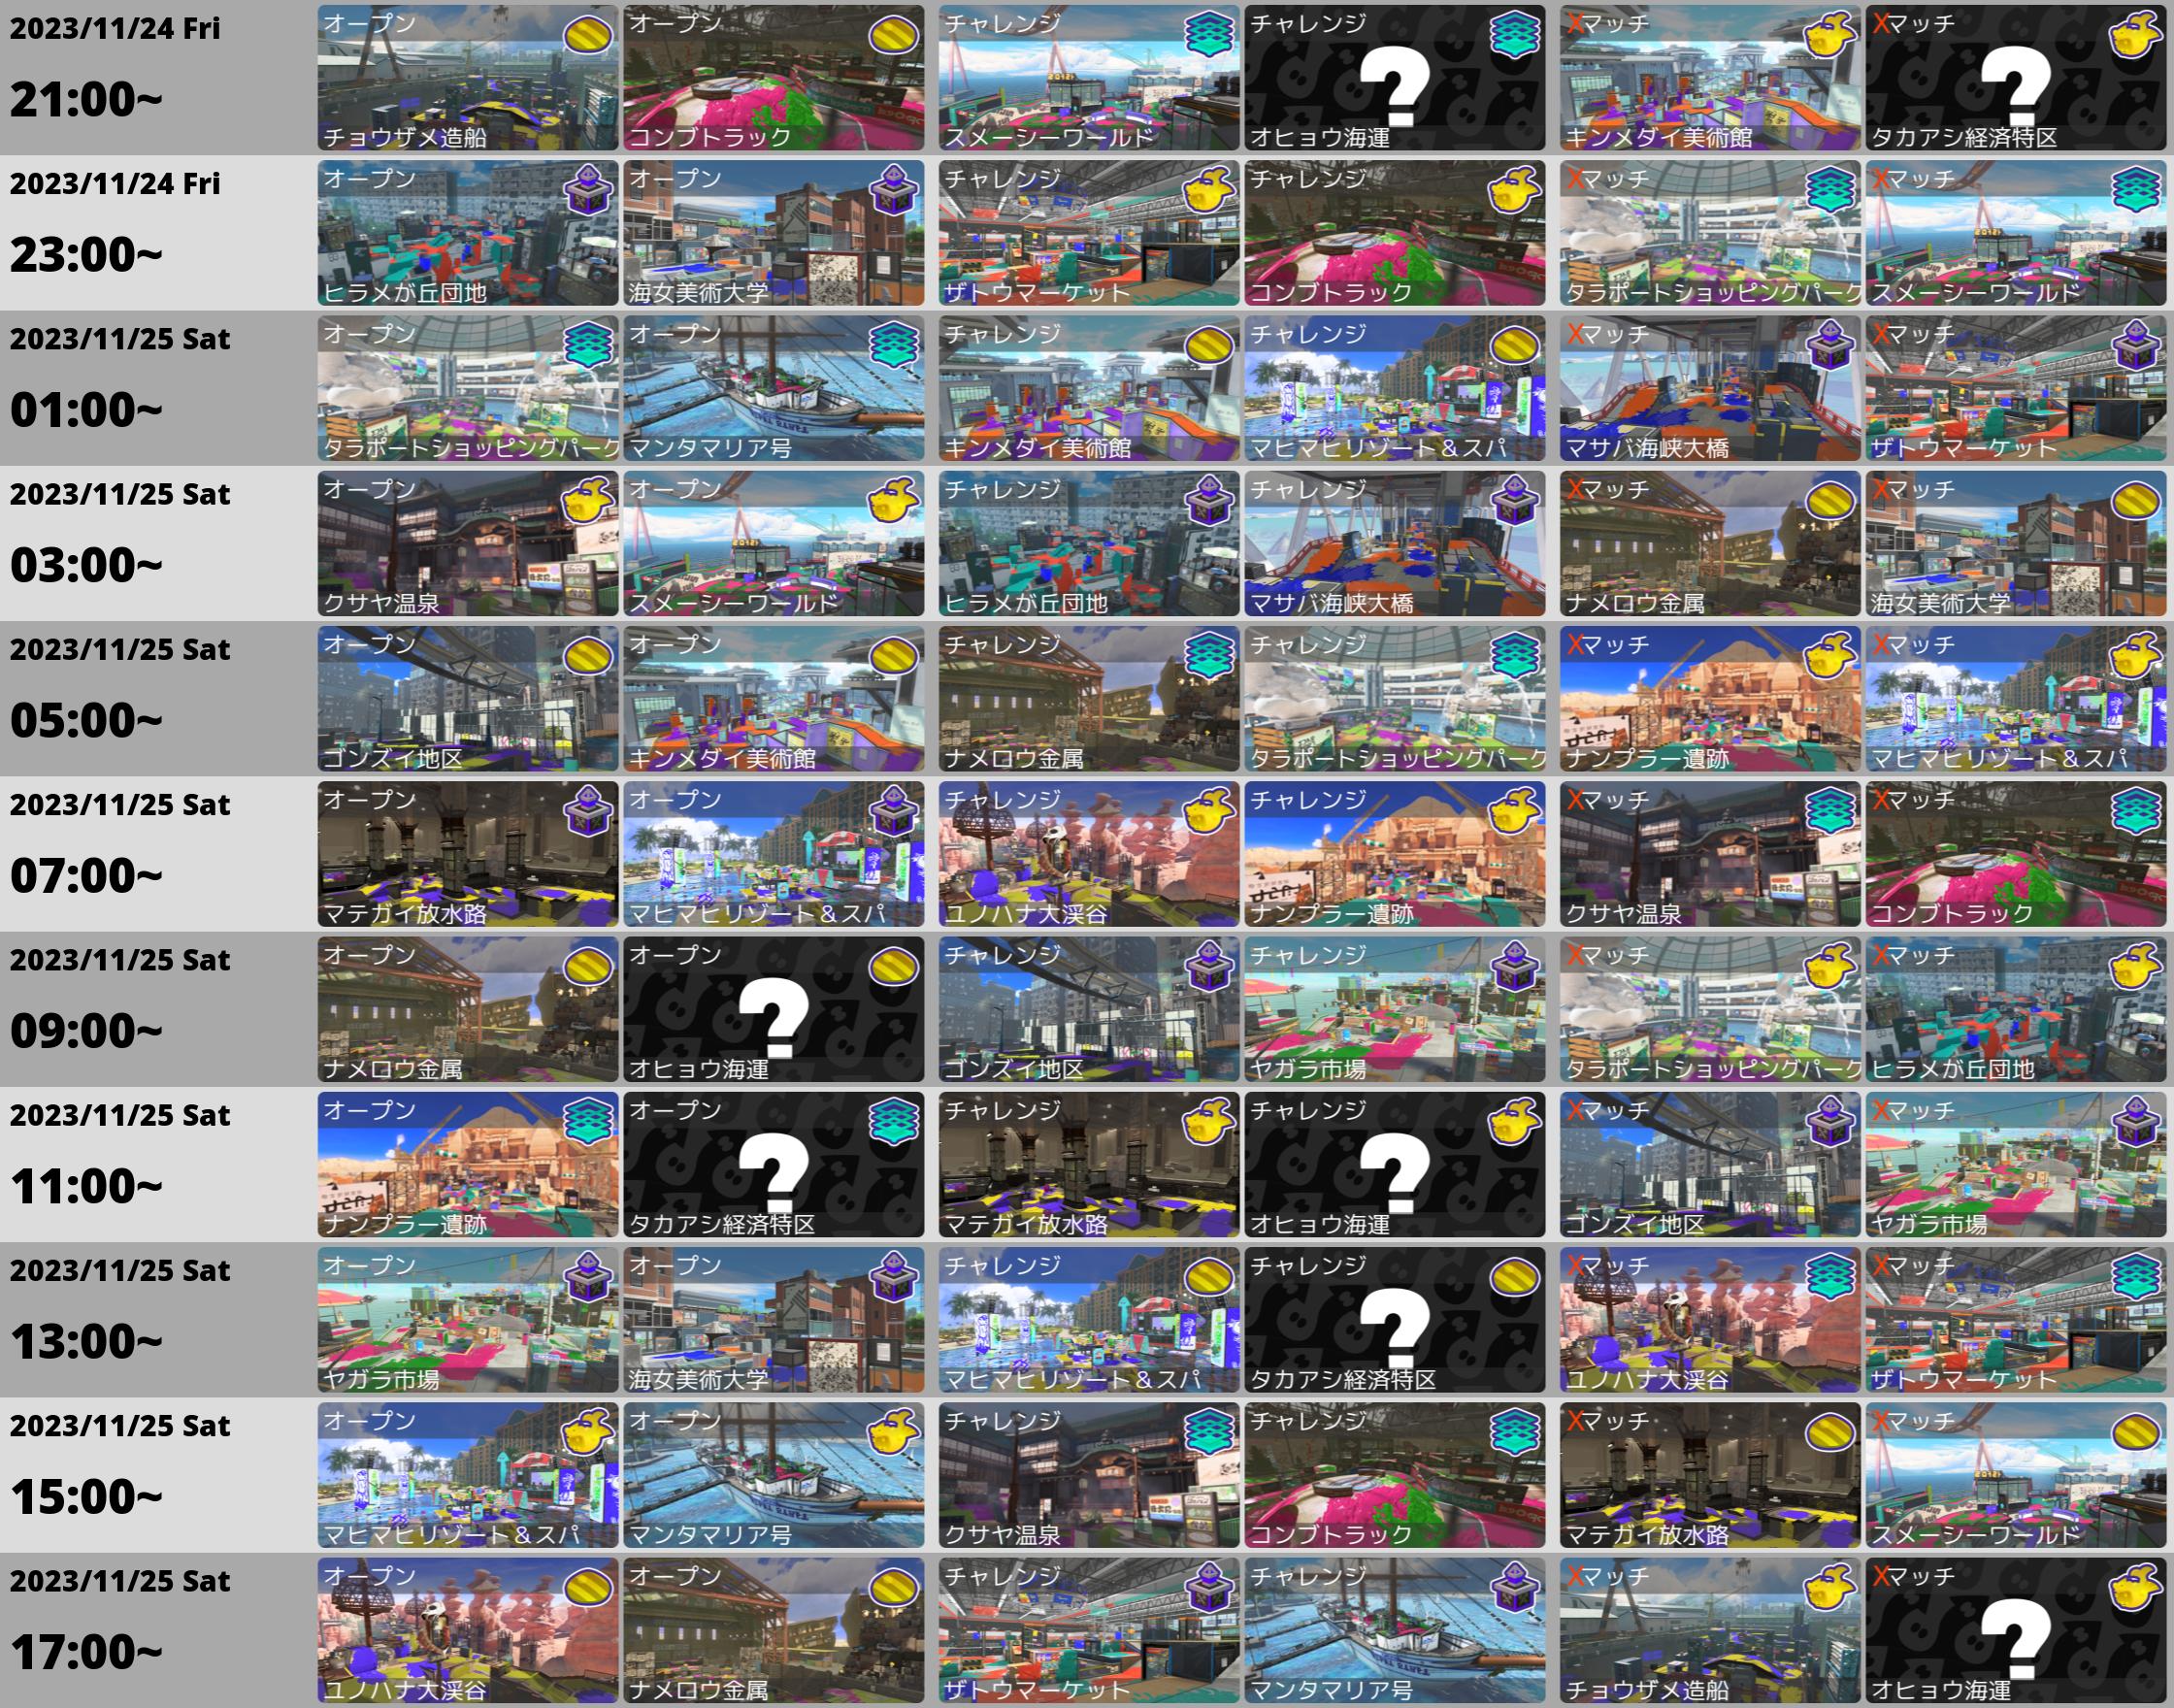 2023/11/24 Fri
21:00~
オープン
チョウザメ造船
オープン
コンブトラック
チャレンジ
スメーシーワールド
チャレンジ
オヒョウ海運
Xマッチ
キンメダイ美術館
Xマッチ
タカアシ経済特区
2023/11/24 Fri
23:00~
オープン
ヒラメが丘団地
オープン
海女美術大学
チャレンジ
ザトウマーケット
チャレンジ
コンブトラック
Xマッチ
タラポートショッピングパーク
Xマッチ
スメーシーワールド
2023/11/25 Sat
01:00~
オープン
タラポートショッピングパーク
オープン
マンタマリア号
チャレンジ
キンメダイ美術館
チャレンジ
マヒマヒリゾート＆スパ
Xマッチ
マサバ海峡大橋
Xマッチ
ザトウマーケット
2023/11/25 Sat
03:00~
オープン
クサヤ温泉
オープン
スメーシーワールド
チャレンジ
ヒラメが丘団地
チャレンジ
マサバ海峡大橋
Xマッチ
ナメロウ金属
Xマッチ
海女美術大学
2023/11/25 Sat
05:00~
オープン
ゴンズイ地区
オープン
キンメダイ美術館
チャレンジ
ナメロウ金属
チャレンジ
タラポートショッピングパーク
Xマッチ
ナンプラー遺跡
Xマッチ
マヒマヒリゾート＆スパ
2023/11/25 Sat
07:00~
オープン
マテガイ放水路
オープン
マヒマヒリゾート＆スパ
チャレンジ
ユノハナ大渓谷
チャレンジ
ナンプラー遺跡
Xマッチ
クサヤ温泉
Xマッチ
コンブトラック
2023/11/25 Sat
09:00~
オープン
ナメロウ金属
オープン
オヒョウ海運
チャレンジ
ゴンズイ地区
チャレンジ
ヤガラ市場
Xマッチ
タラポートショッピングパーク
Xマッチ
ヒラメが丘団地
2023/11/25 Sat
11:00~
オープン
ナンプラー遺跡
オープン
タカアシ経済特区
チャレンジ
マテガイ放水路
チャレンジ
オヒョウ海運
Xマッチ
ゴンズイ地区
Xマッチ
ヤガラ市場
2023/11/25 Sat
13:00~
オープン
ヤガラ市場
オープン
海女美術大学
チャレンジ
マヒマヒリゾート＆スパ
チャレンジ
タカアシ経済特区
Xマッチ
ユノハナ大渓谷
Xマッチ
ザトウマーケット
2023/11/25 Sat
15:00~
オープン
マヒマヒリゾート＆スパ
オープン
マンタマリア号
チャレンジ
クサヤ温泉
チャレンジ
コンブトラック
Xマッチ
マテガイ放水路
Xマッチ
スメーシーワールド
2023/11/25 Sat
17:00~
オープン
ユノハナ大渓谷
オープン
ナメロウ金属
チャレンジ
ザトウマーケット
チャレンジ
マンタマリア号
Xマッチ
チョウザメ造船
Xマッチ
オヒョウ海運